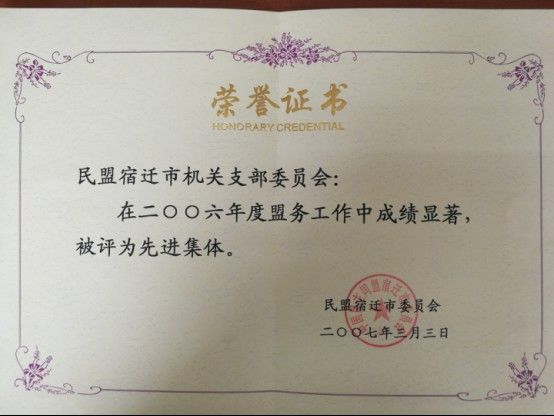 荣誉证书
HONORARY CREDENTIAL
民盟宿迁市机关支部委员会：
在二〇〇六年度盟务工作中成绩显著，
被评为先进集体。
民盟宿迁市委员会
二〇〇七年三月三日